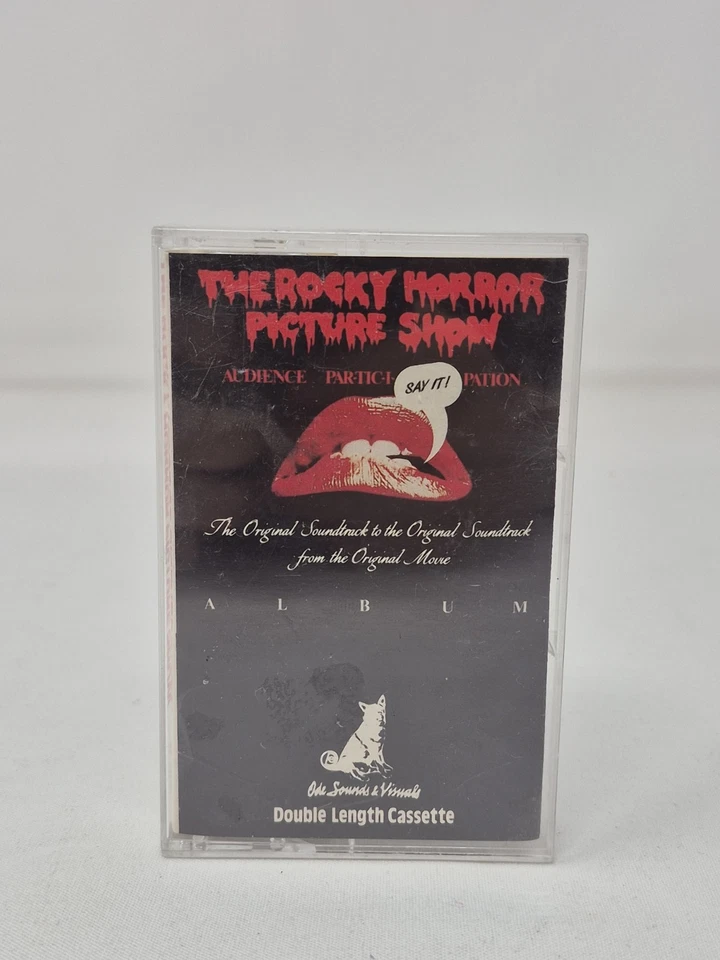 THE ROCKY HORROR
PICTURE SHOW
AUDIENCE PAR-TIC-I- PATION
SAY IT!
The Original Soundtrack to the Original Soundtrack
from the Original Movie
A L B U M
Ode Sounds & Visuals
Double Length Cassette